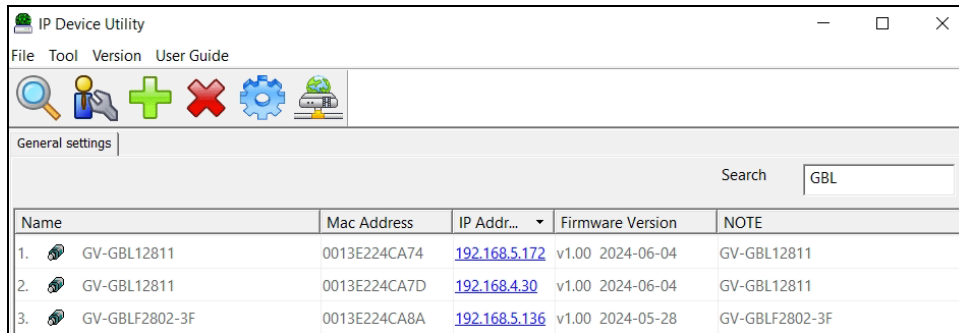 IP Device Utility
File Tool Version User Guide
General settings
Search GBL
Name Mac Address IP Addr... Firmware Version NOTE
1. GV-GBL12811 0013E224CA74 192.168.5.172 v1.00 2024-06-04 GV-GBL12811
2. GV-GBL12811 0013E224CA7D 192.168.4.30 v1.00 2024-06-04 GV-GBL12811
3. GV-GBLF2802-3F 0013E224CA8A 192.168.5.136 v1.00 2024-05-28 GV-GBLF2802-3F